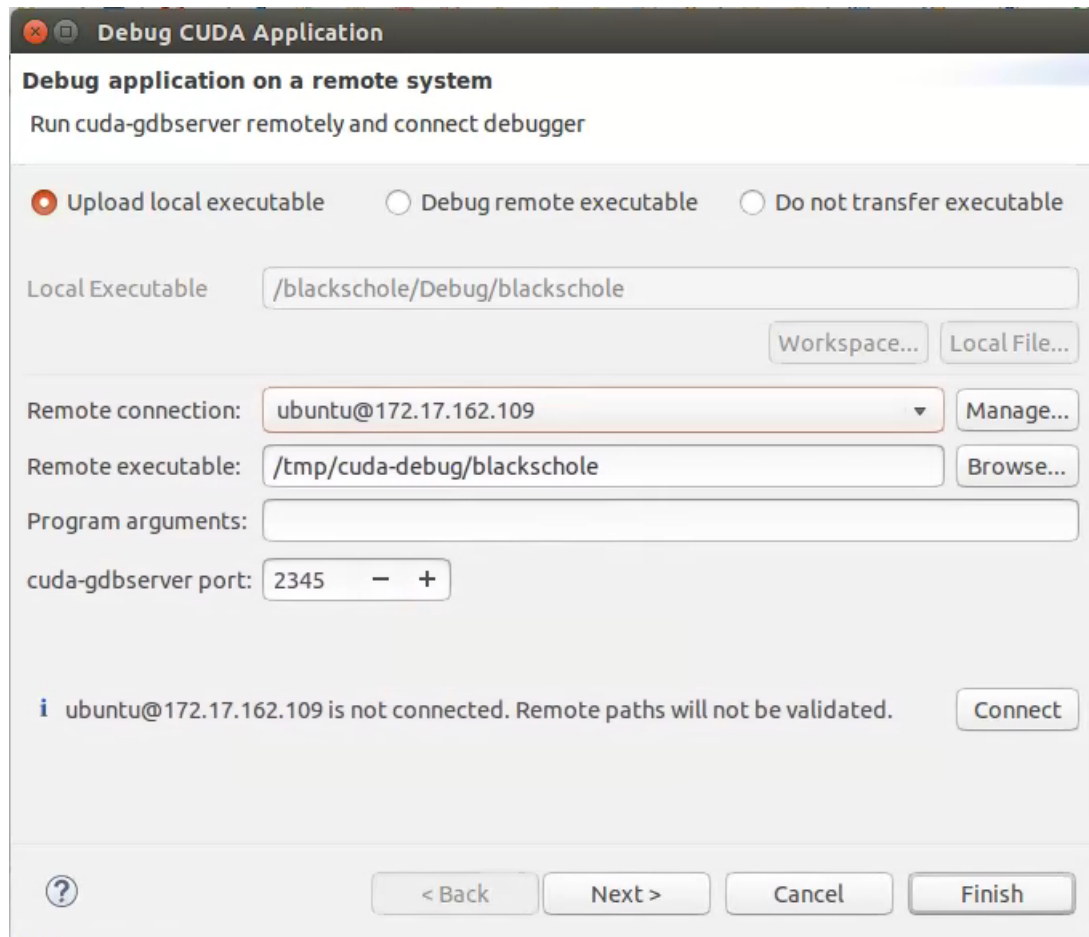 Debug CUDA Application
Debug application on a remote system
Run cuda-gdbserver remotely and connect debugger
Upload local executable Debug remote executable Do not transfer executable
Local Executable /blackschole/Debug/blackschole
Workspace... Local File...
Remote connection: ubuntu@172.17.162.109 Manage...
Remote executable: /tmp/cuda-debug/blackschole Browse...
Program arguments:
cuda-gdbserver port: 2345 − +
i ubuntu@172.17.162.109 is not connected. Remote paths will not be validated. Connect
? < Back Next > Cancel Finish